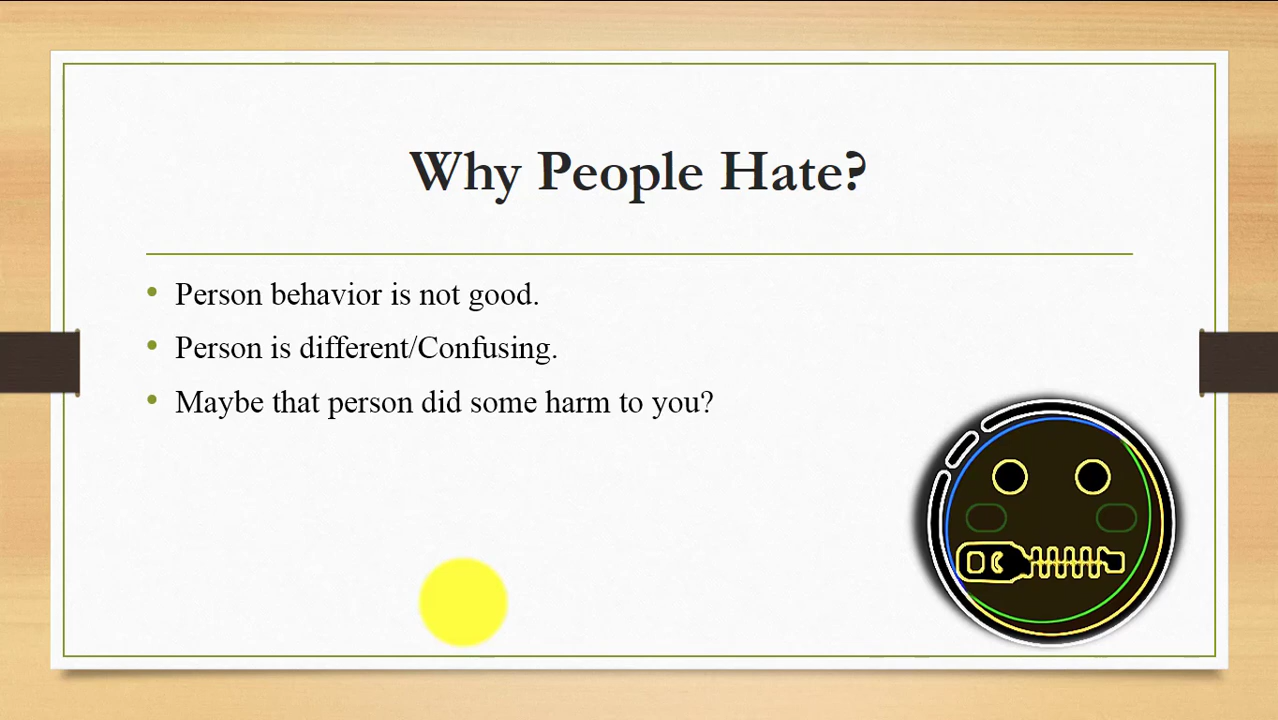 Why People Hate?
Person behavior is not good.
Person is different/Confusing.
Maybe that person did some harm to you?